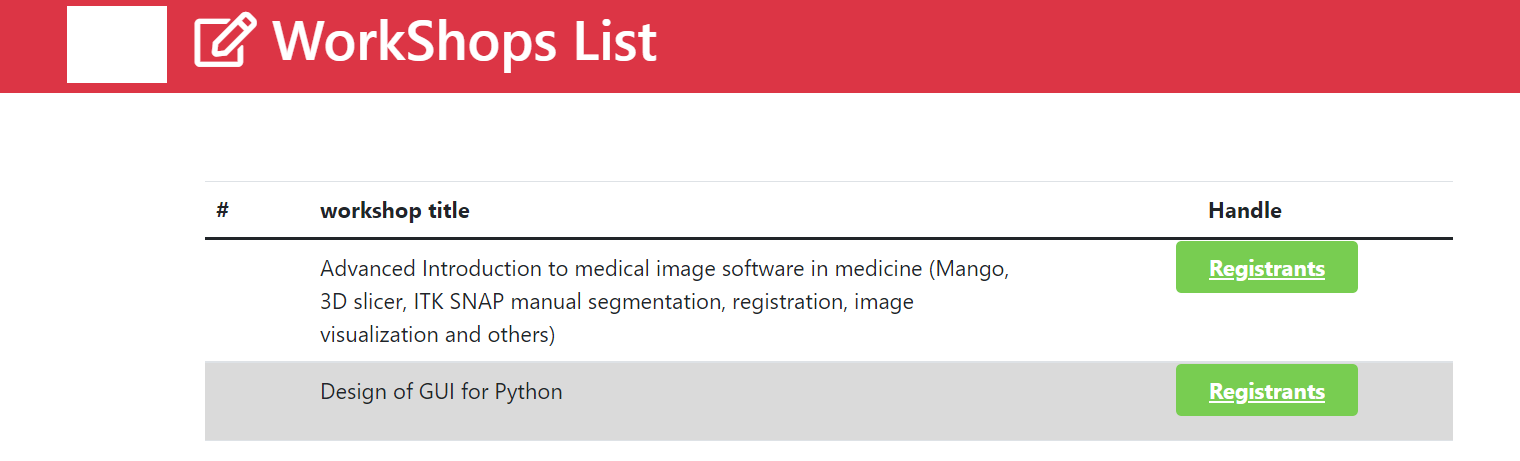 WorkShops List
# workshop title Handle
Advanced Introduction to medical image software in medicine (Mango, Registrants
3D slicer, ITK SNAP manual segmentation, registration, image
visualization and others)
Design of GUI for Python Registrants